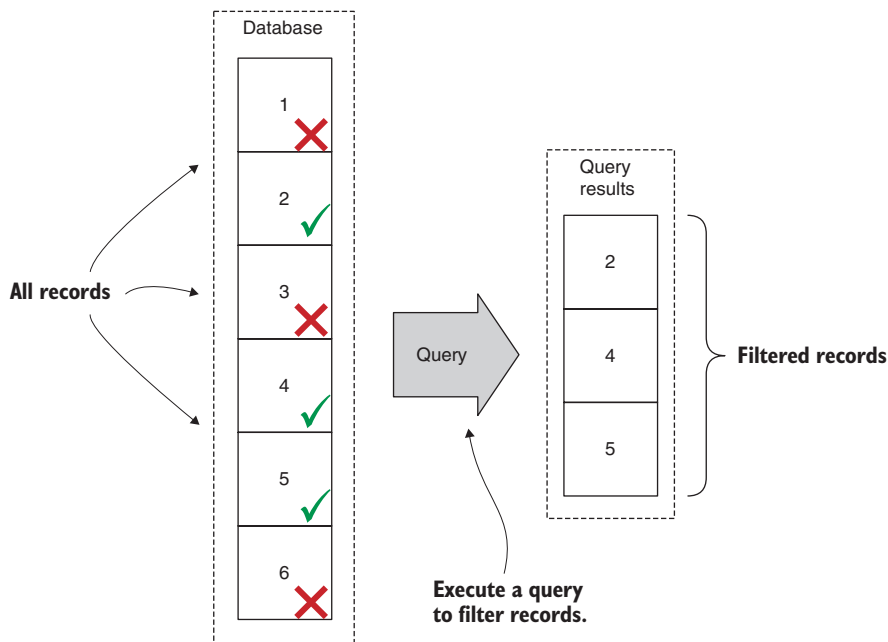 Database
1
2
3
4
5
6
All records
Query
Execute a query
to filter records.
Query
results
2
4
5
Filtered records